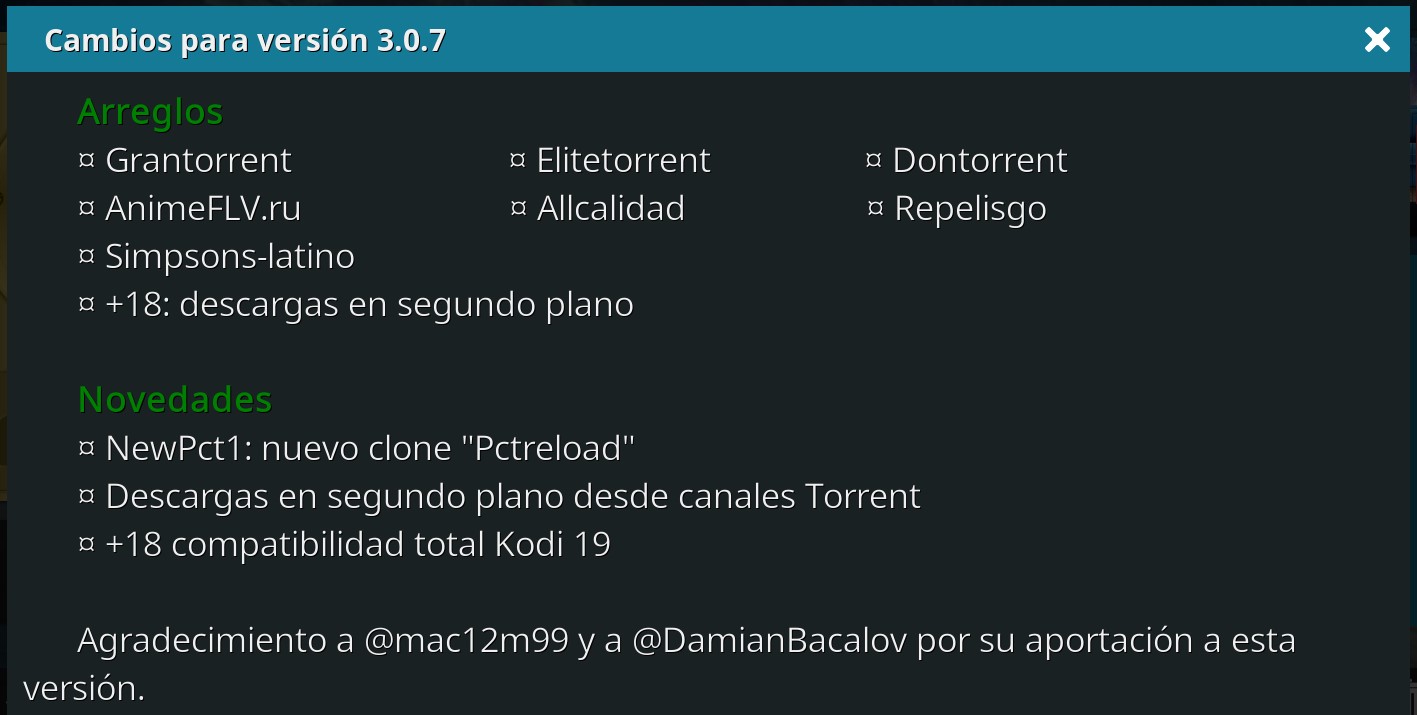 Cambios para versión 3.0.7
Arreglos
¤ Grantorrent ¤ Elitetorrent ¤ Dontorrent
¤ AnimeFLV.ru ¤ Allcalidad ¤ Repelisgo
¤ Simpsons-latino
¤ +18: descargas en segundo plano
Novedades
¤ NewPct1: nuevo clone "Pctreload"
¤ Descargas en segundo plano desde canales Torrent
¤ +18 compatibilidad total Kodi 19
Agradecimiento a @mac12m99 y a @DamianBacalov por su aportación a esta
versión.